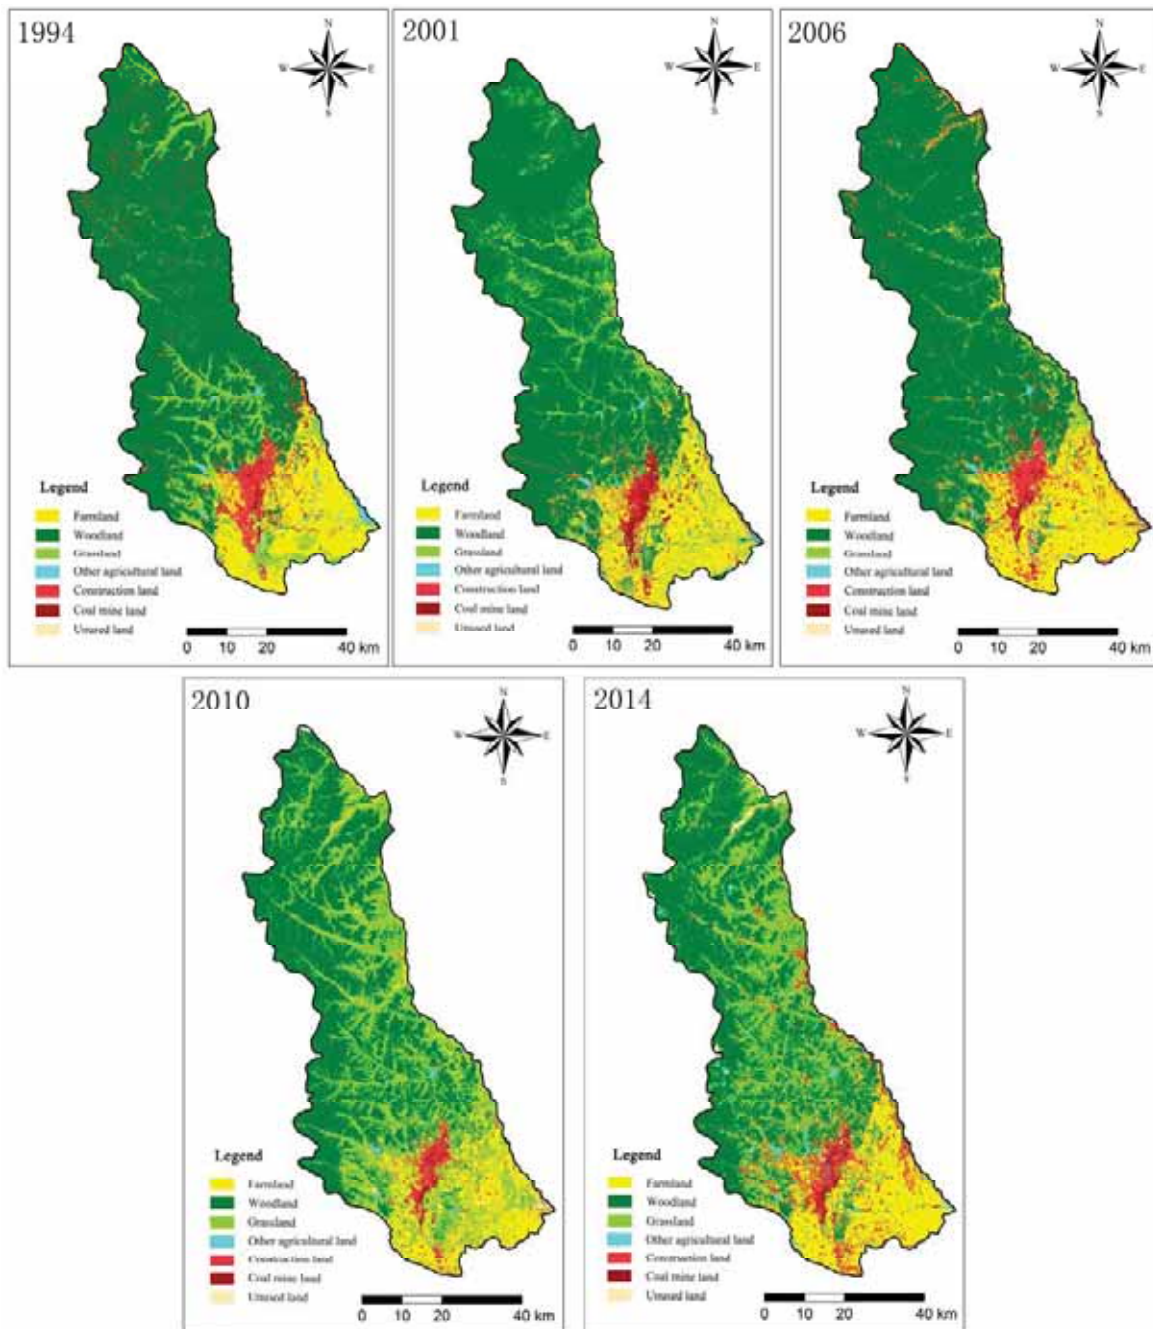 1994
N
W E
S
Legend
Farmland
Woodland
Grassland
Other agricultural land
Construction land
Coal mine land
Unused land
0 10 20 40 km
2001
N
W E
S
Legend
Farmland
Woodland
Grassland
Other agricultural land
Construction land
Coal mine land
Unused land
0 10 20 40 km
2006
N
W E
S
Legend
Farmland
Woodland
Grassland
Other agricultural land
Construction land
Coal mine land
Unused land
0 10 20 40 km
2010
N
W E
S
Legend
Farmland
Woodland
Grassland
Other agricultural land
Construction land
Coal mine land
Unused land
0 10 20 40 km
2014
N
W E
S
Legend
Farmland
Woodland
Grassland
Other agricultural land
Construction land
Coal mine land
Unused land
0 10 20 40 km